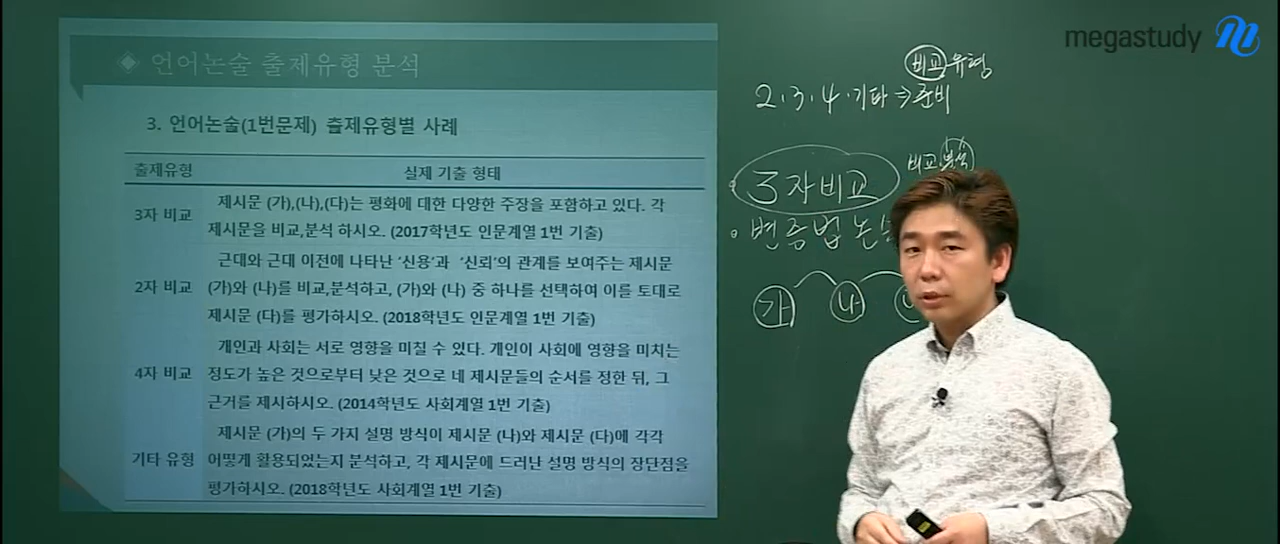 megastudy
◈ 언어논술 출제유형 분석
3. 언어논술(1번문제) 출제유형별 사례
출제유형 실제 기출 형태
3자 비교
제시문 (가),(나),(다)는 평화에 대한 다양한 주장을 포함하고 있다. 각
제시문을 비교,분석 하시오. (2017학년도 인문계열 1번 기출)
2자 비교
근대와 근대 이전에 나타난 ‘신용’과 ‘신뢰’의 관계를 보여주는 제시문
(가)와 (나)를 비교,분석하고, (가)와 (나) 중 하나를 선택하여 이를 토대로
제시문 (다)를 평가하시오. (2018학년도 인문계열 1번 기출)
4자 비교
개인과 사회는 서로 영향을 미칠 수 있다. 개인이 사회에 영향을 미치는
정도가 높은 것으로부터 낮은 것으로 네 제시문들의 순서를 정한 뒤, 그
근거를 제시하시오. (2014학년도 사회계열 1번 기출)
기타 유형
제시문 (가)의 두 가지 설명 방식이 제시문 (나)와 제시문 (다)에 각각
어떻게 활용되었는지 분석하고, 각 제시문에 드러난 설명 방식의 장단점을
평가하시오. (2018학년도 사회계열 1번 기출)
비교유형
2·3·4·기타⇒준비
비교·분석
3자비교
변증법논
가 나